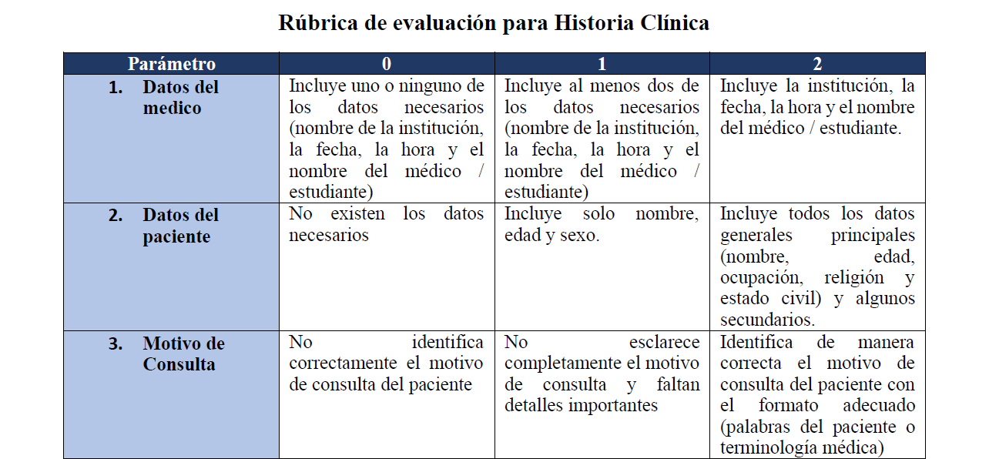 Rúbrica de evaluación para Historia Clínica
Parámetro 0 1 2
1. Datos del
medico
Incluye uno o ninguno de
los datos necesarios
(nombre de la institución,
la fecha, la hora y el
nombre del médico /
estudiante)
Incluye al menos dos de
los datos necesarios
(nombre de la institución,
la fecha, la hora y el
nombre del médico /
estudiante)
Incluye la institución, la
fecha, la hora y el nombre
del médico / estudiante.
2. Datos del
paciente
No existen los datos
necesarios
Incluye solo nombre,
edad y sexo.
Incluye todos los datos
generales principales
(nombre, edad,
ocupación, religión y
estado civil) y algunos
secundarios.
3. Motivo de
Consulta
No identifica
correctamente el motivo
de consulta del paciente
No esclarece
completamente el motivo
de consulta y faltan
detalles importantes
Identifica de manera
correcta el motivo de
consulta del paciente con
el formato adecuado
(palabras del paciente o
terminología médica)